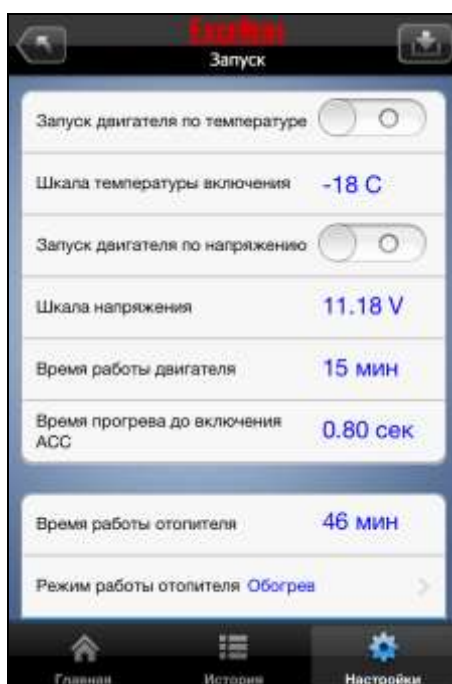 Excellent
Запуск
Запуск двигателя по температуре
Шкала температуры включения
-18 C
Запуск двигателя по напряжению
Шкала напряжения
11.18 V
Время работы двигателя
15 мин
Время прогрева до включения
ACC
0.80 сек
Время работы отопителя
46 мин
Режим работы отопителя Обогрев
Главная
История
Настройки